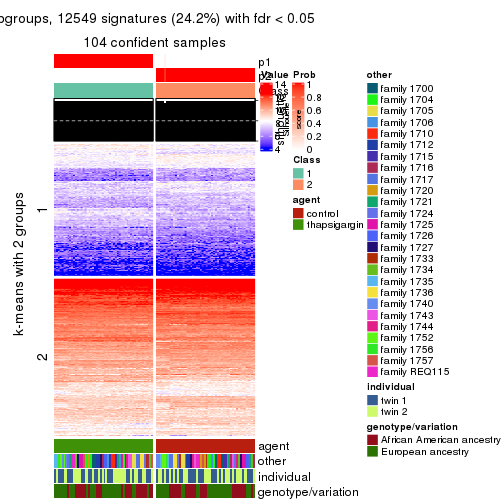 ogroups, 12549 signatures (24.2%) with fdr < 0.05
104 confident samples
p1
p2
Class
Silhouette
score
Value
14
4
Prob
1
0.8
0.6
0.4
0.2
0
Class
1
2
agent
control
thapsigargin
k-means with 2 groups
1
2
agent
other
individual
genotype/variation
other
family 1700
family 1704
family 1705
family 1706
family 1710
family 1712
family 1715
family 1716
family 1717
family 1720
family 1721
family 1724
family 1725
family 1726
family 1727
family 1733
family 1734
family 1735
family 1736
family 1740
family 1743
family 1744
family 1752
family 1756
family 1757
family REQ115
individual
twin 1
twin 2
genotype/variation
African American ancestry
European ancestry